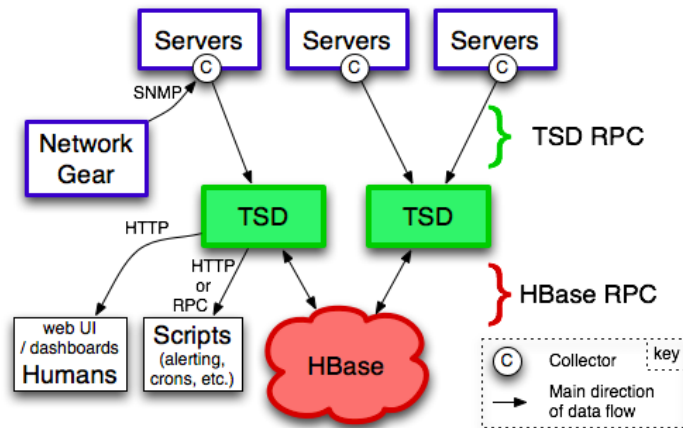 Servers
Servers
Servers
C
C
C
SNMP
Network
Gear
TSD RPC
TSD
TSD
HTTP
HTTP
or
RPC
HBase RPC
web UI
/ dashboards
Humans
Scripts
(alerting,
crons, etc.)
HBase
key
C
Collector
Main direction
of data flow